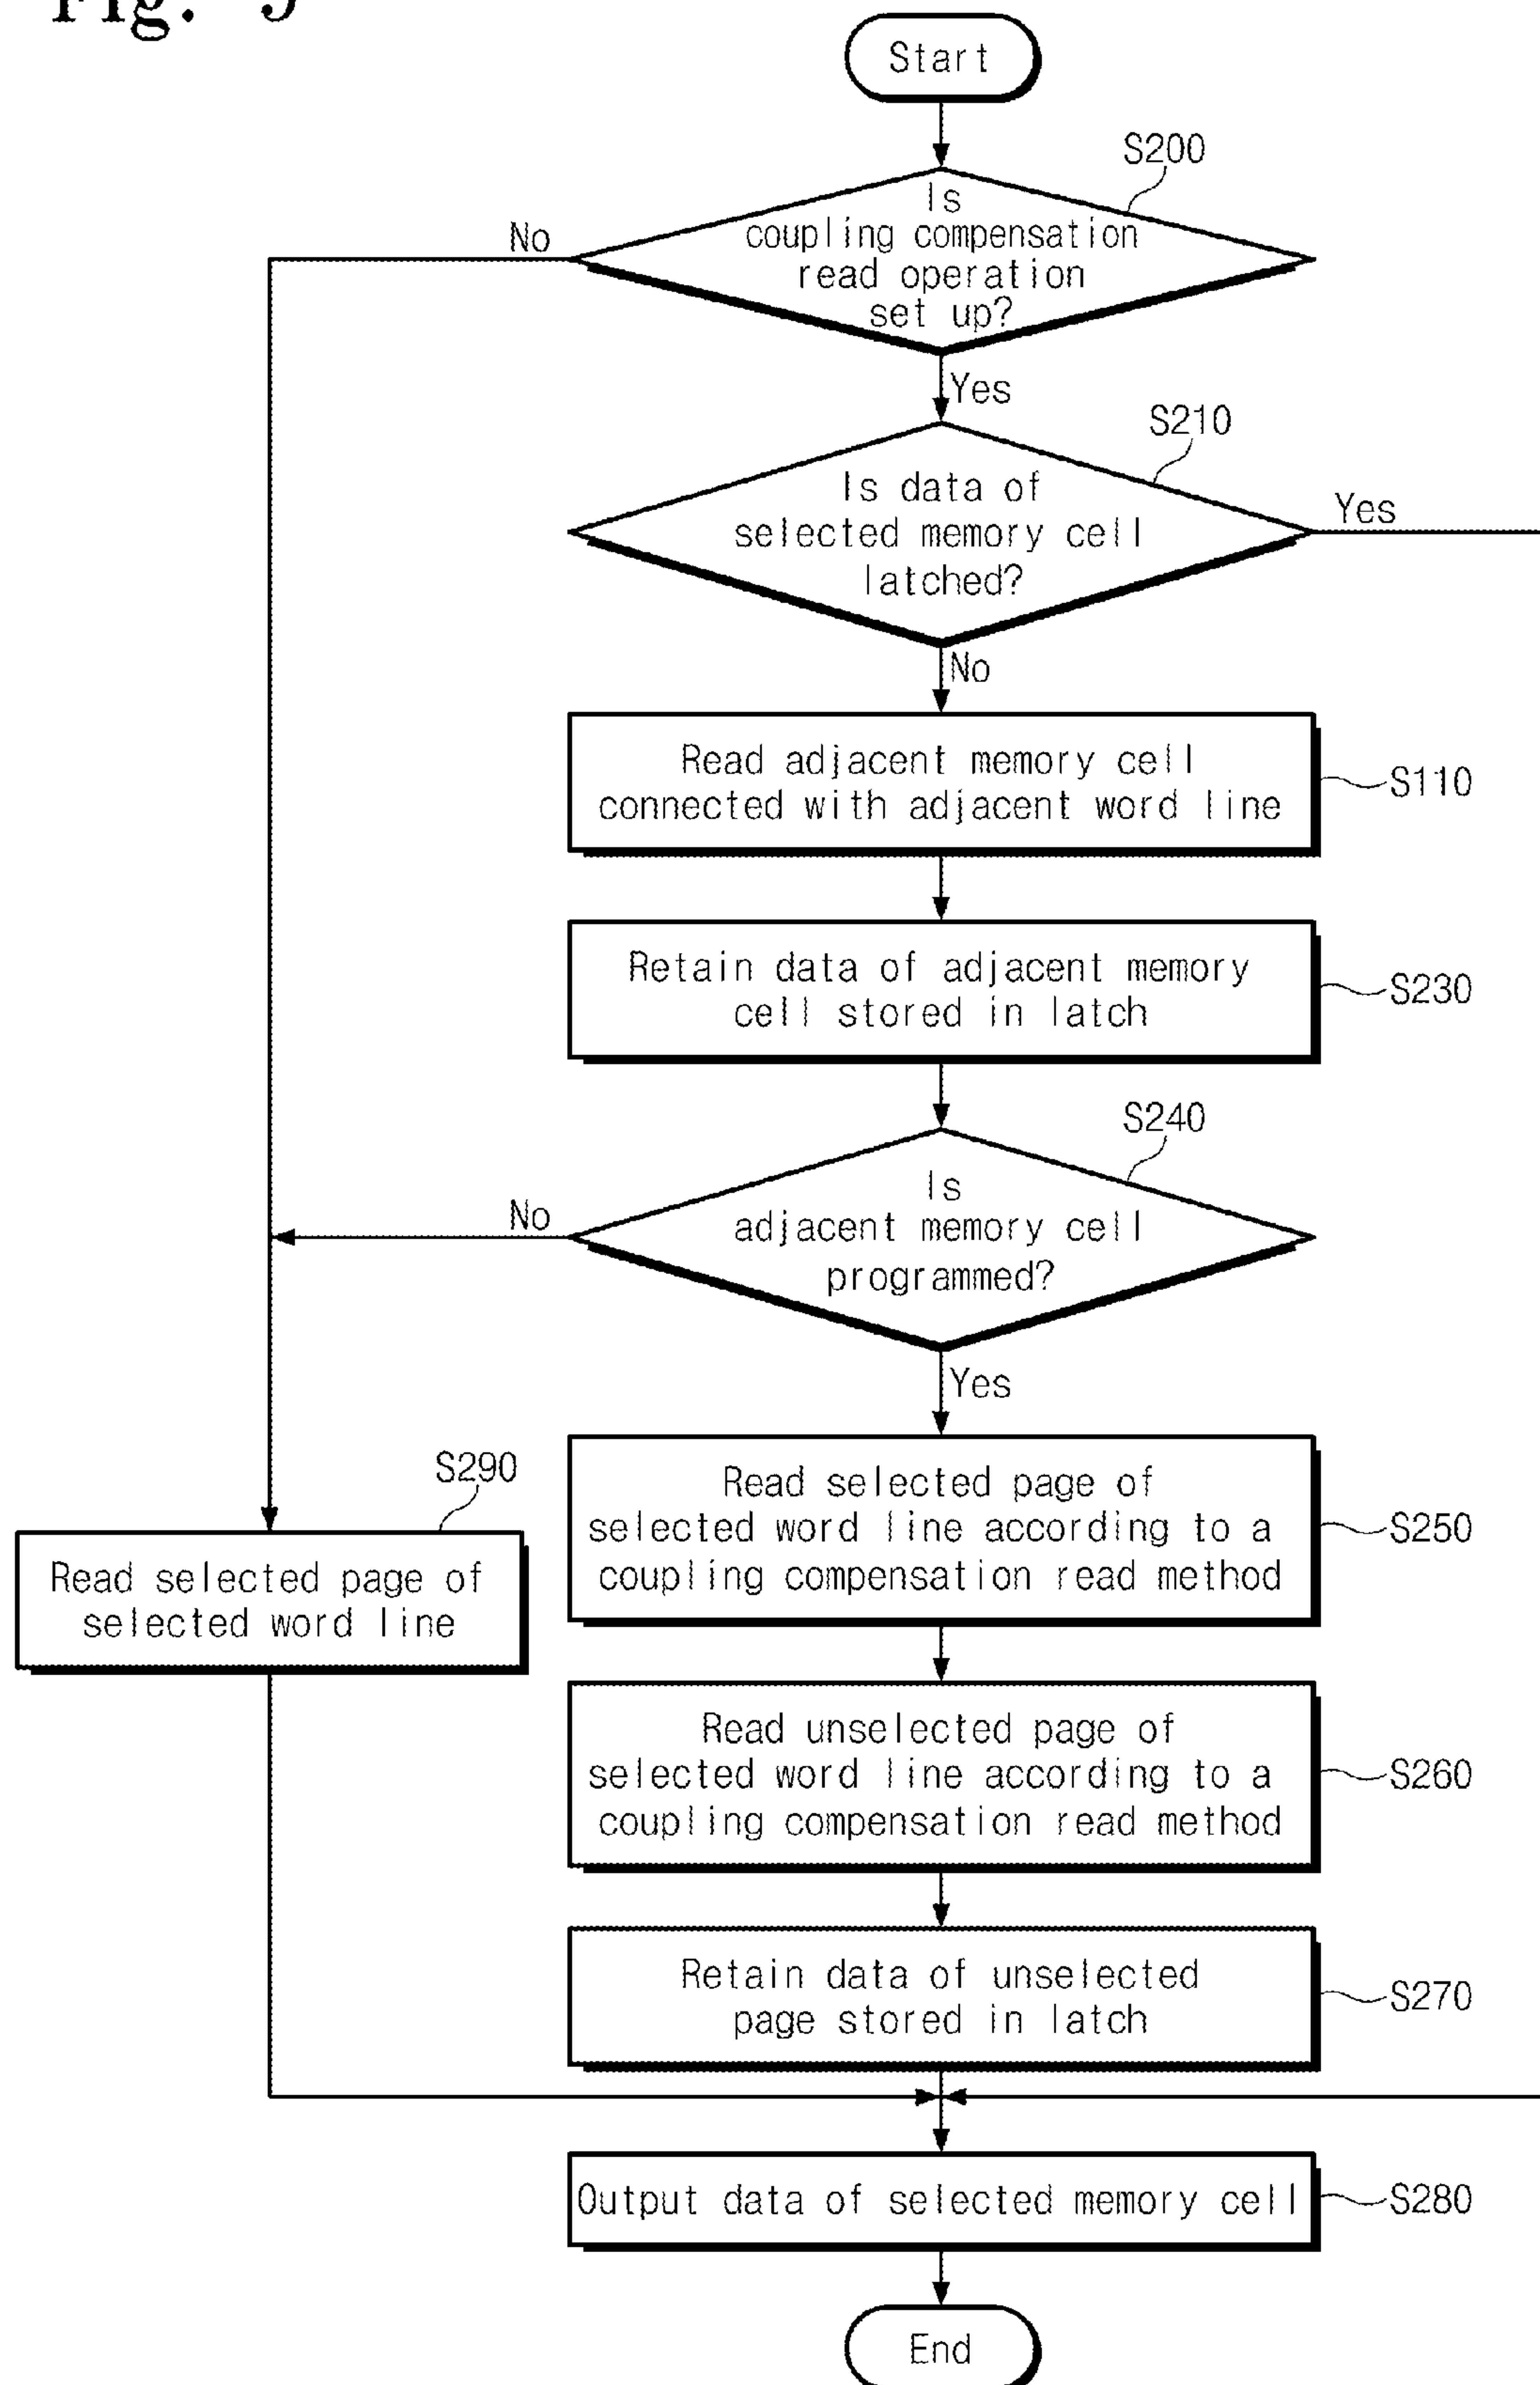 Fig. 5
Start
S200
Is
coupling compensation
read operation
set up?
No
Yes
S210
Is data of
selected memory cell
latched?
Yes
No
Read adjacent memory cell
connected with adjacent word line
S110
Retain data of adjacent memory
cell stored in latch
S230
S240
Is
adjacent memory cell
programmed?
No
Yes
S290
Read selected page of
selected word line
Read selected page of
selected word line according to a
coupling compensation read method
S250
Read unselected page of
selected word line according to a
coupling compensation read method
S260
Retain data of unselected
page stored in latch
S270
Output data of selected memory cell
S280
End